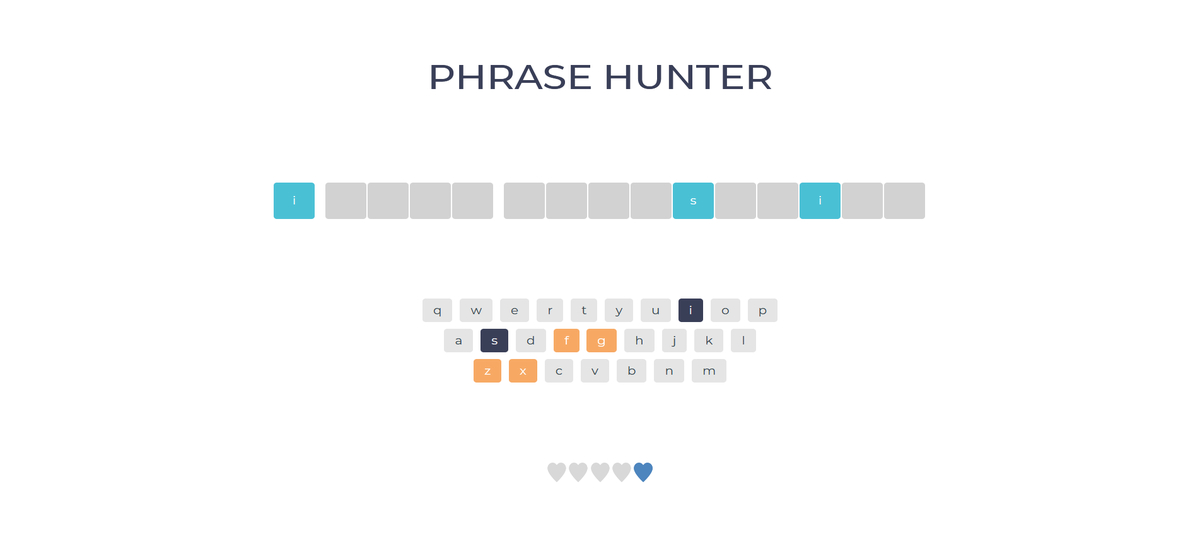 PHRASE HUNTER
i s i
q w e r t y u i o p
a s d f g h j k l
z x c v b n m